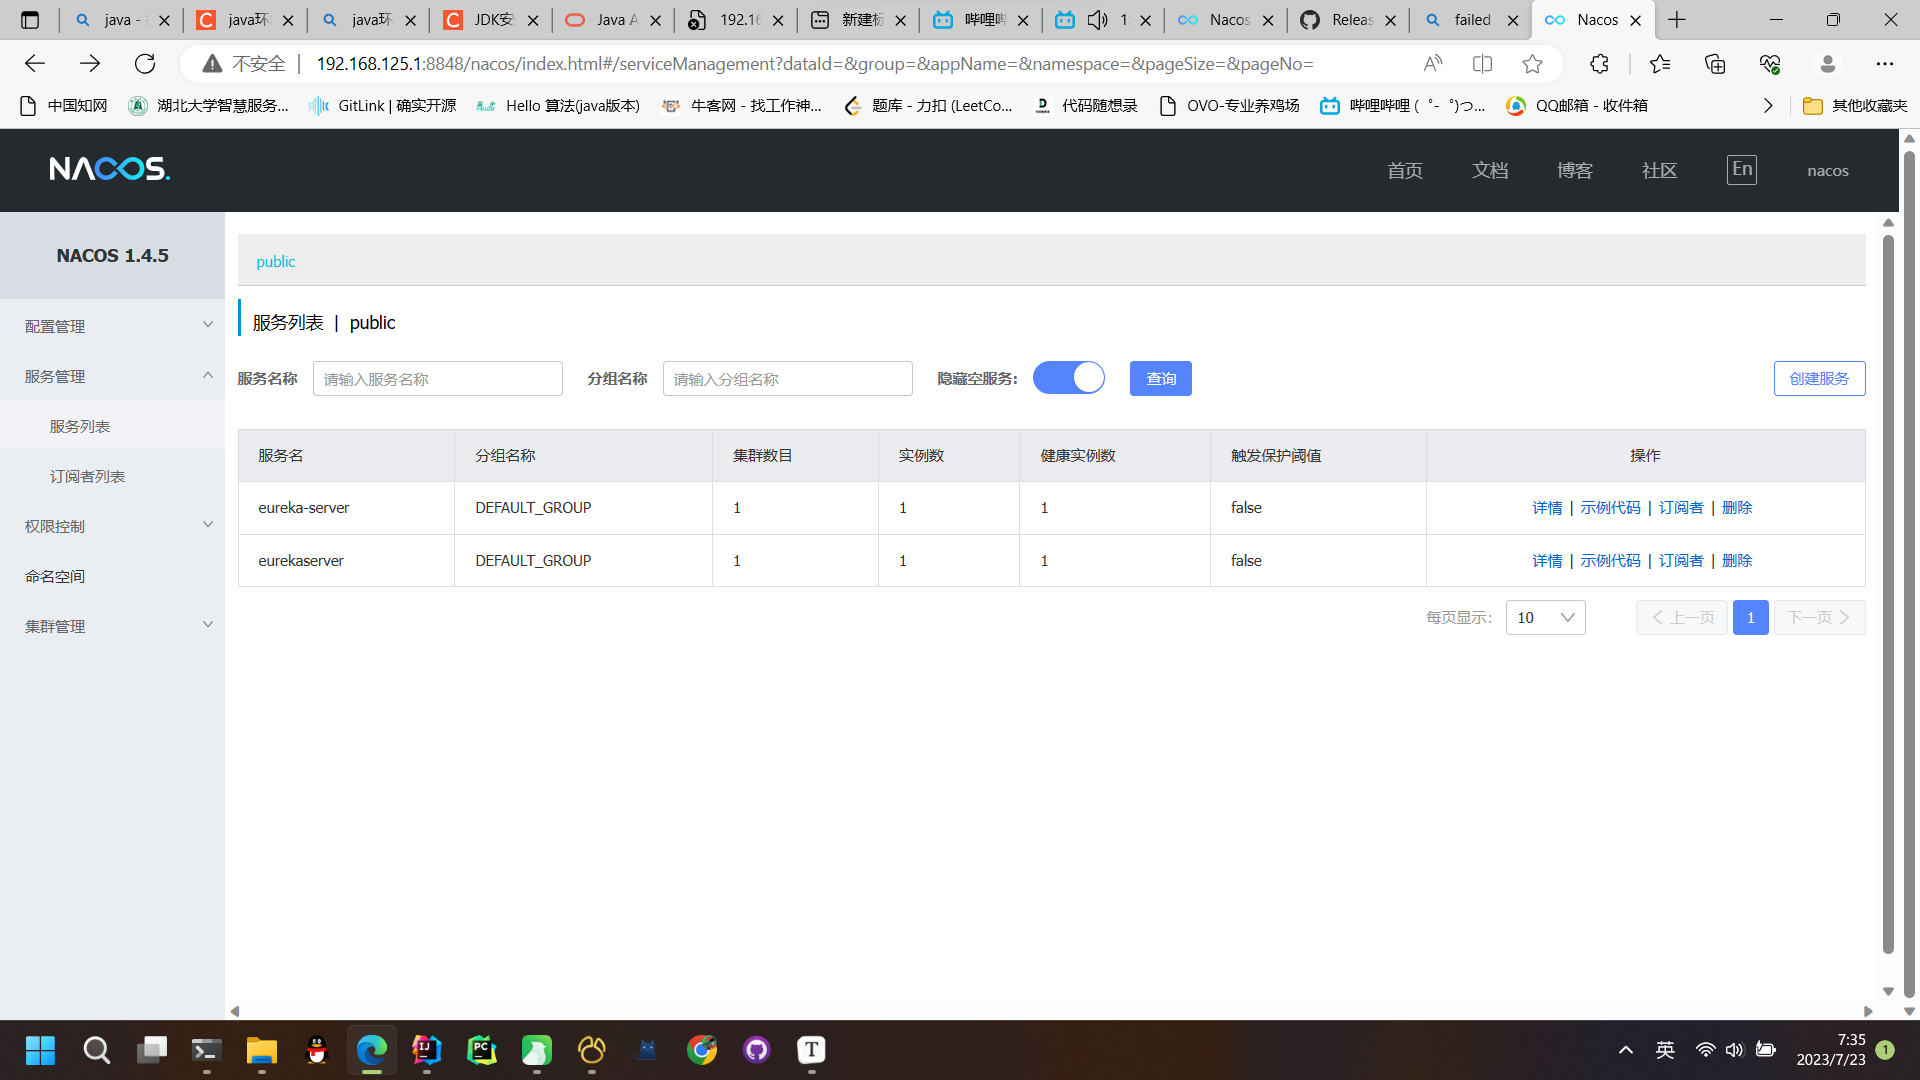 java -
java环
java环
JDK安
Java A
192.16
新建标
哔哩哔
1
Nacos
Releas
failed
Nacos
不安全
192.168.125.1:8848/nacos/index.html#/serviceManagement?dataId=&group=&appName=&namespace=&pageSize=&pageNo=
中国知网
湖北大学智慧服务...
GitLink | 确实开源
Hello 算法(java版本)
牛客网 - 找工作神...
题库 - 力扣 (LeetCo...
代码随想录
OVO-专业养鸡场
哔哩哔哩 (゜-゜)つ...
QQ邮箱 - 收件箱
其他收藏夹
NACOS.
首页
文档
博客
社区
En
nacos
NACOS 1.4.5
配置管理
服务管理
服务列表
订阅者列表
权限控制
命名空间
集群管理
public
服务列表 | public
服务名称 请输入服务名称 分组名称 请输入分组名称 隐藏空服务: 查询 创建服务
服务名 分组名称 集群数目 实例数 健康实例数 触发保护阈值 操作
eureka-server DEFAULT_GROUP 1 1 1 false 详情 | 示例代码 | 订阅者 | 删除
eurekaserver DEFAULT_GROUP 1 1 1 false 详情 | 示例代码 | 订阅者 | 删除
每页显示: 10 上一页 1 下一页
英
7:35
2023/7/23
1